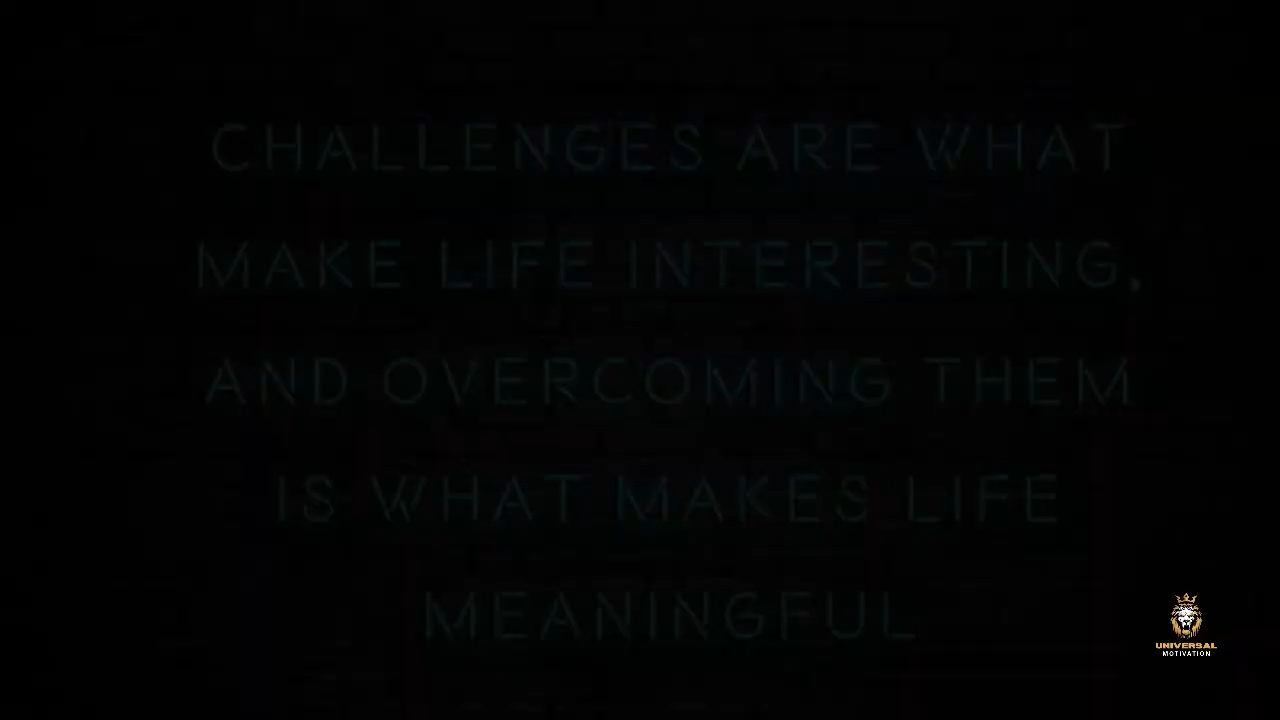 CHALLENGES ARE WHAT
MAKE LIFE INTERESTING,
AND OVERCOMING THEM
IS WHAT MAKES LIFE
MEANINGFUL
UNIVERSAL
MOTIVATION